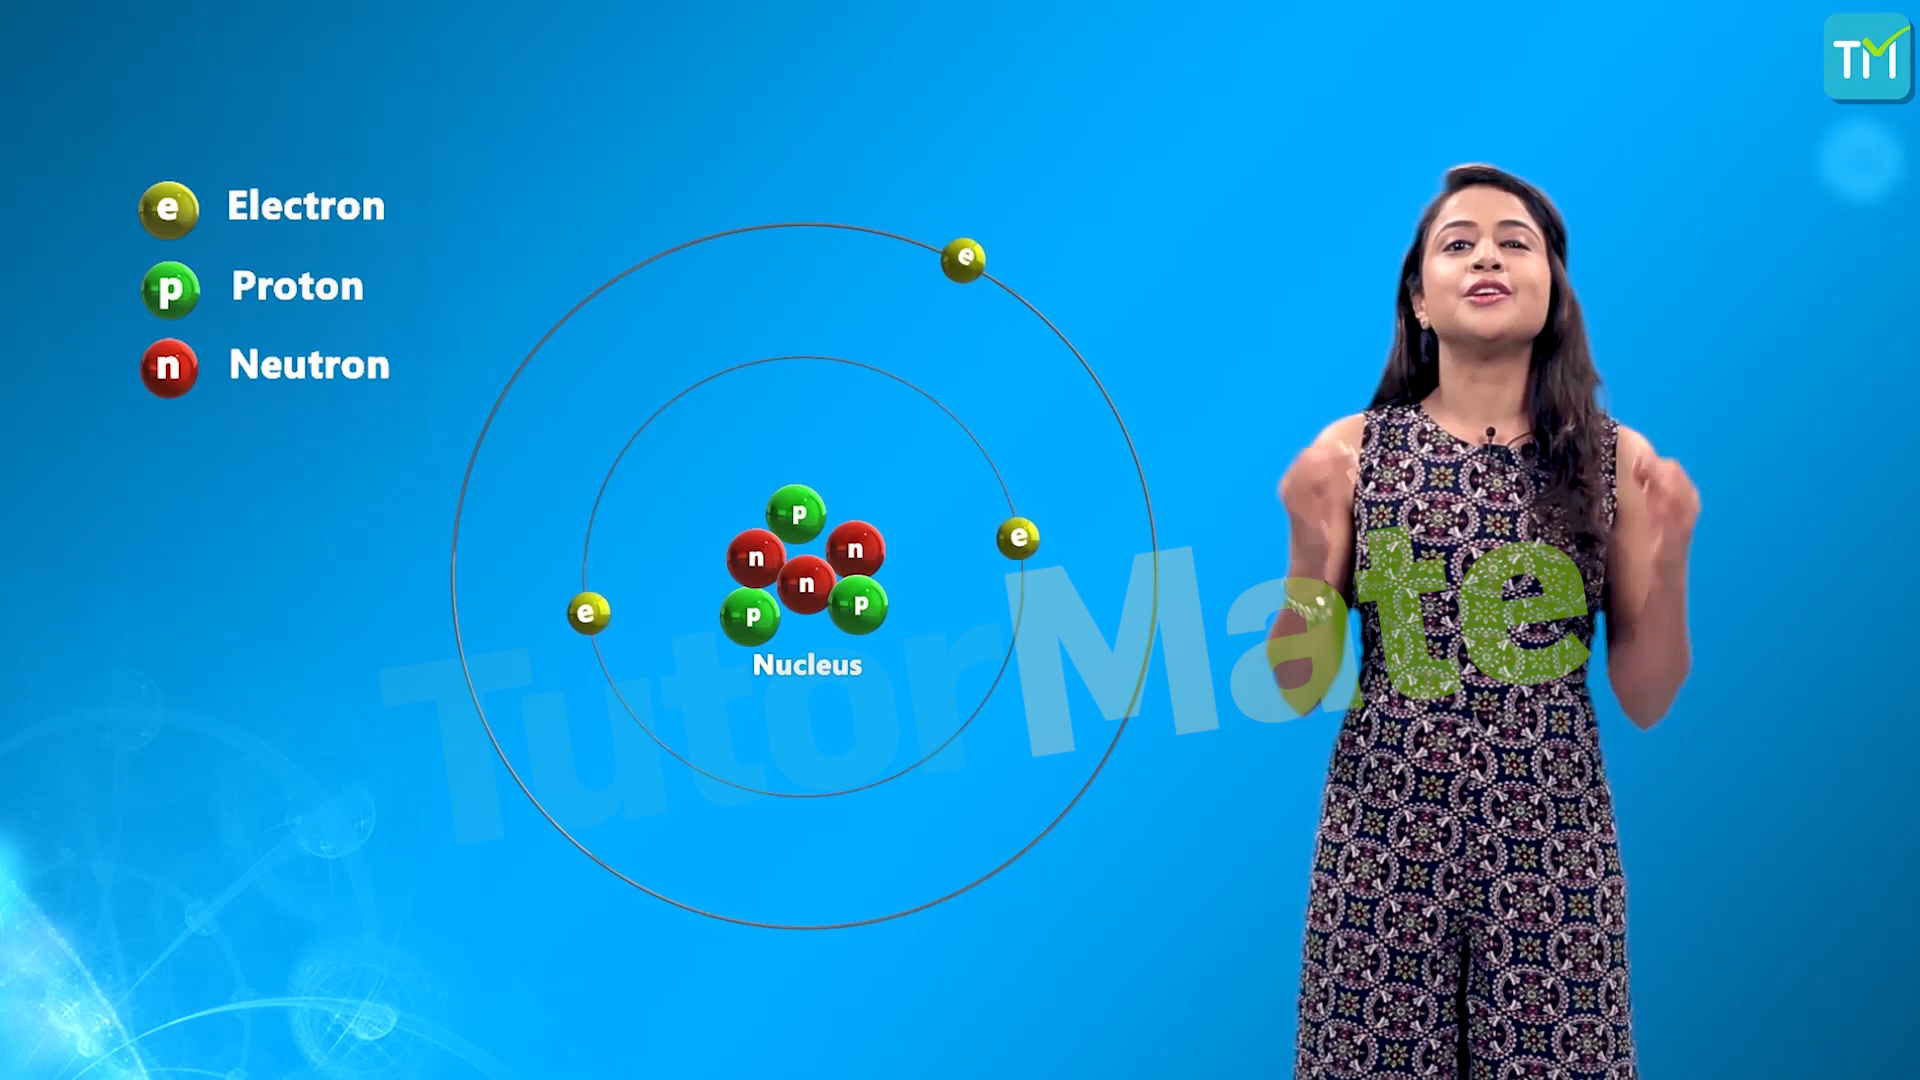 TM
e Electron
p Proton
n Neutron
e
p
n
n
e
n
e
p
p
Nucleus
TutorMate